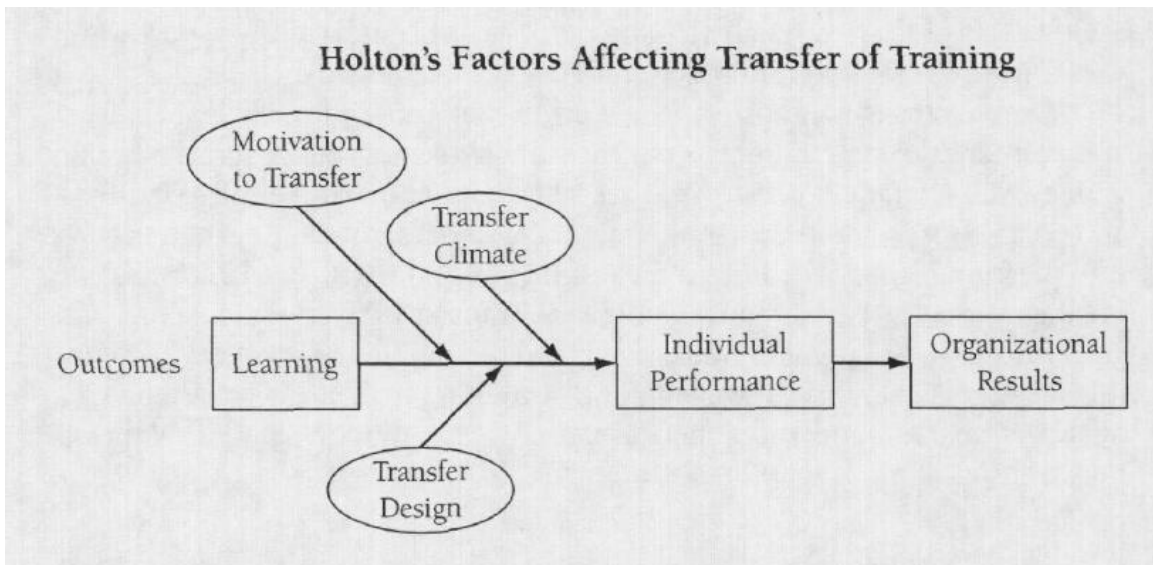 Holton's Factors Affecting Transfer of Training
Motivation
to Transfer
Transfer
Climate
Outcomes
Learning
Individual
Performance
Organizational
Results
Transfer
Design